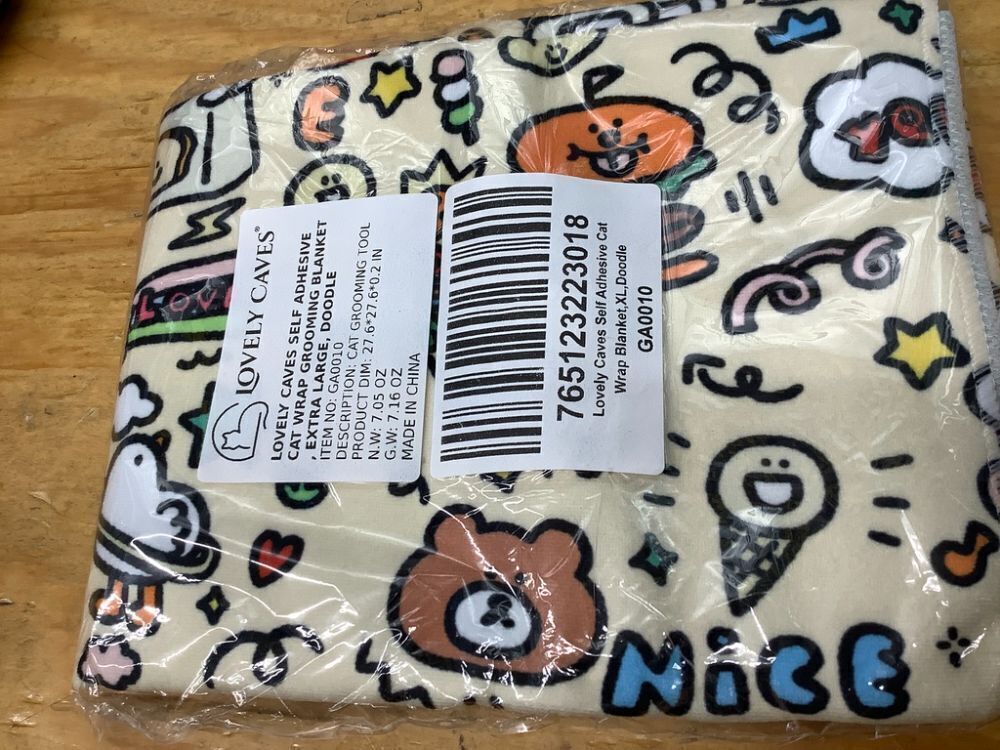 LOVELY CAVES®
LOVELY CAVES SELF ADHESIVE
CAT WRAP GROOMING BLANKET
, EXTRA LARGE, DOODLE
ITEM NO: GA0010
DESCRIPTION: CAT GROOMING TOOL
PRODUCT DIM: 27.6*27.6*0.2 IN
N.W: 7.05 OZ
G.W: 7.16 OZ
MADE IN CHINA
765123223018
Lovely Caves Self Adhesive Cat
Wrap Blanket,XL,Doodle
GA0010
LOVE
NiCE